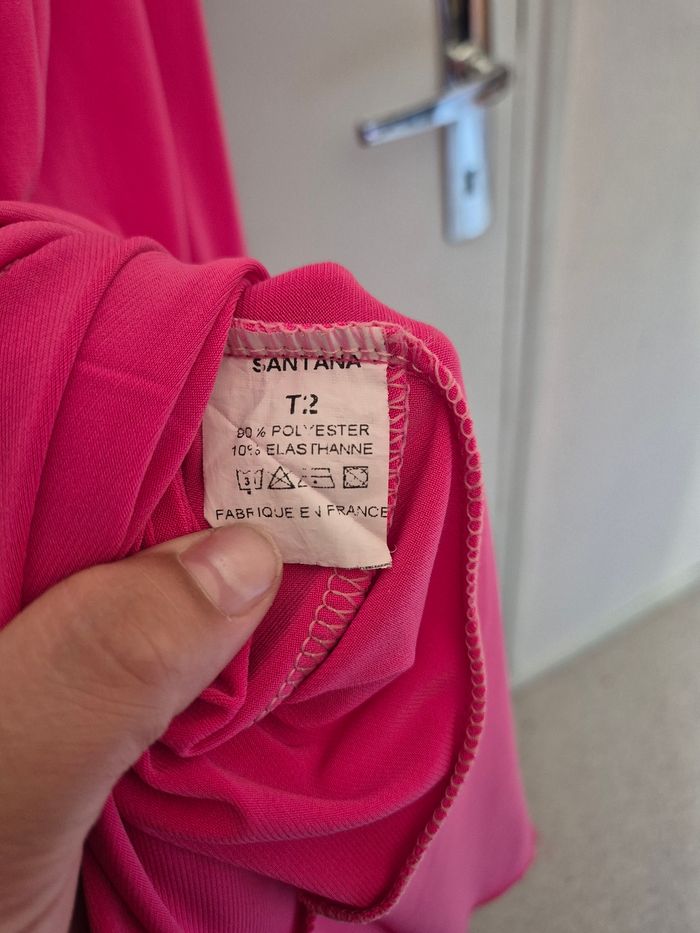 SANTANA
T2
90 % POLYESTER
10% ELASTHANNE
FABRIQUE EN FRANCE